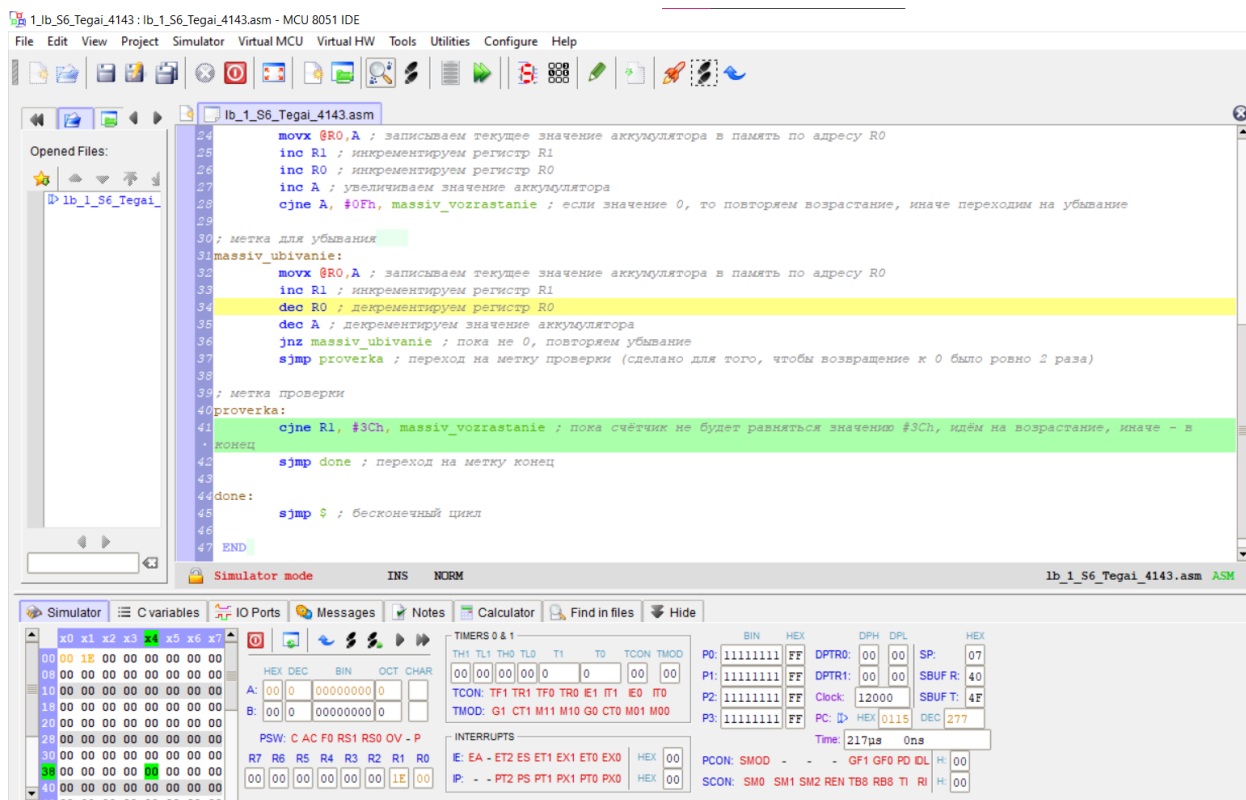 1_lb_S6_Tegai_4143 : lb_1_S6_Tegai_4143.asm - MCU 8051 IDE
File Edit View Project Simulator Virtual MCU Virtual HW Tools Utilities Configure Help
lb_1_S6_Tegai_4143.asm
Opened Files:
lb_1_S6_Tegai_
24 movx @R0,A ; записываем текущее значение аккумулятора в память по адресу R0
25 inc R1 ; инкрементируем регистр R1
26 inc R0 ; инкрементируем регистр R0
27 inc A ; увеличиваем значение аккумулятора
28 cjne A, #0Fh, massiv_vozrastanie ; если значение 0, то повторяем возрастание, иначе переходим на убывание
29
30 ; метка для убывания
31 massiv_ubivanie:
32 movx @R0,A ; записываем текущее значение аккумулятора в память по адресу R0
33 inc R1 ; инкрементируем регистр R1
34 dec R0 ; декрементируем регистр R0
35 dec A ; декрементируем значение аккумулятора
36 jnz massiv_ubivanie ; пока не 0, повторяем убывание
37 sjmp proverka ; переход на метку проверки (сделано для того, чтобы возвращение к 0 было ровно 2 раза)
38
39 ; метка проверки
40 proverka:
41 cjne R1, #3Ch, massiv_vozrastanie ; пока счётчик не будет равняться значению #3Ch, идём на возрастание, иначе - в
конец
42 sjmp done ; переход на метку конец
43
44 done:
45 sjmp $ ; бесконечный цикл
46
47 END
Simulator mode INS NORM lb_1_S6_Tegai_4143.asm ASM
Simulator C variables IO Ports Messages Notes Calculator Find in files Hide
x0 x1 x2 x3 x4 x5 x6 x7
00 00 1E 00 00 00 00 00 00
08 00 00 00 00 00 00 00 00
10 00 00 00 00 00 00 00 00
18 00 00 00 00 00 00 00 00
20 00 00 00 00 00 00 00 00
28 00 00 00 00 00 00 00 00
30 00 00 00 00 00 00 00 00
38 00 00 00 00 00 00 00 00
40 00 00 00 00 00 00 00 00
HEX DEC BIN OCT CHAR
A: 00 0 00000000 0
B: 00 0 00000000 0
PSW: C AC F0 RS1 RS0 OV - P
R7 R6 R5 R4 R3 R2 R1 R0
00 00 00 00 00 00 1E 00
TIMERS 0 & 1
TH1 TL1 TH0 TL0 T1 T0 TCON TMOD
00 00 00 00 0 0 00 00
TCON: TF1 TR1 TF0 TR0 IE1 IT1 IE0 IT0
TMOD: G1 CT1 M11 M10 G0 CT0 M01 M00
INTERRUPTS
IE: EA - ET2 ES ET1 EX1 ET0 EX0 HEX 00
IP: - - PT2 PS PT1 PX1 PT0 PX0 HEX 00
BIN HEX DPH DPL HEX
P0: 11111111 FF DPTR0: 00 00 SP: 07
P1: 11111111 FF DPTR1: 00 00 SBUF R: 40
P2: 11111111 FF Clock: 12000 SBUF T: 4F
P3: 11111111 FF PC: HEX 0115 DEC 277
Time: 217µs 0ns
PCON: SMOD - - - GF1 GF0 PD IDL H: 00
SCON: SM0 SM1 SM2 REN TB8 RB8 TI RI H: 00